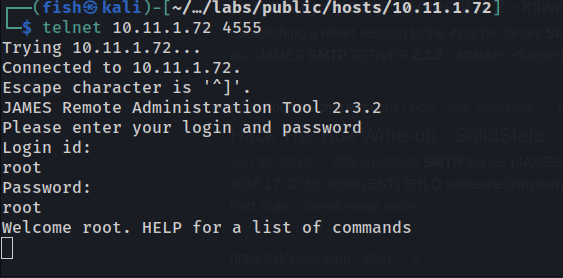 ┌──(fish㉿kali)-[~/…/labs/public/hosts/10.11.1.72]
└─$ telnet 10.11.1.72 4555
Trying 10.11.1.72...
Connected to 10.11.1.72.
Escape character is '^]'.
JAMES Remote Administration Tool 2.3.2
Please enter your login and password
Login id:
root
Password:
root
Welcome root. HELP for a list of commands